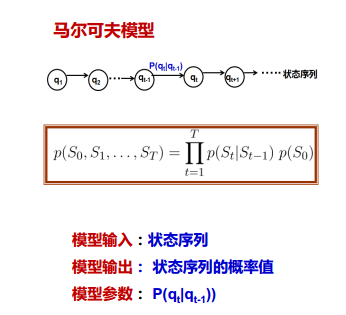 马尔可夫模型
P(qt|qt-1)
q1 q2 ··· qt-1 qt qt+1 ····· 状态序列
p(S0, S1, . . . , ST) = ∏_{t=1}^{T} p(St|St−1) p(S0)
模型输入：状态序列
模型输出： 状态序列的概率值
模型参数： P(qt|qt-1))